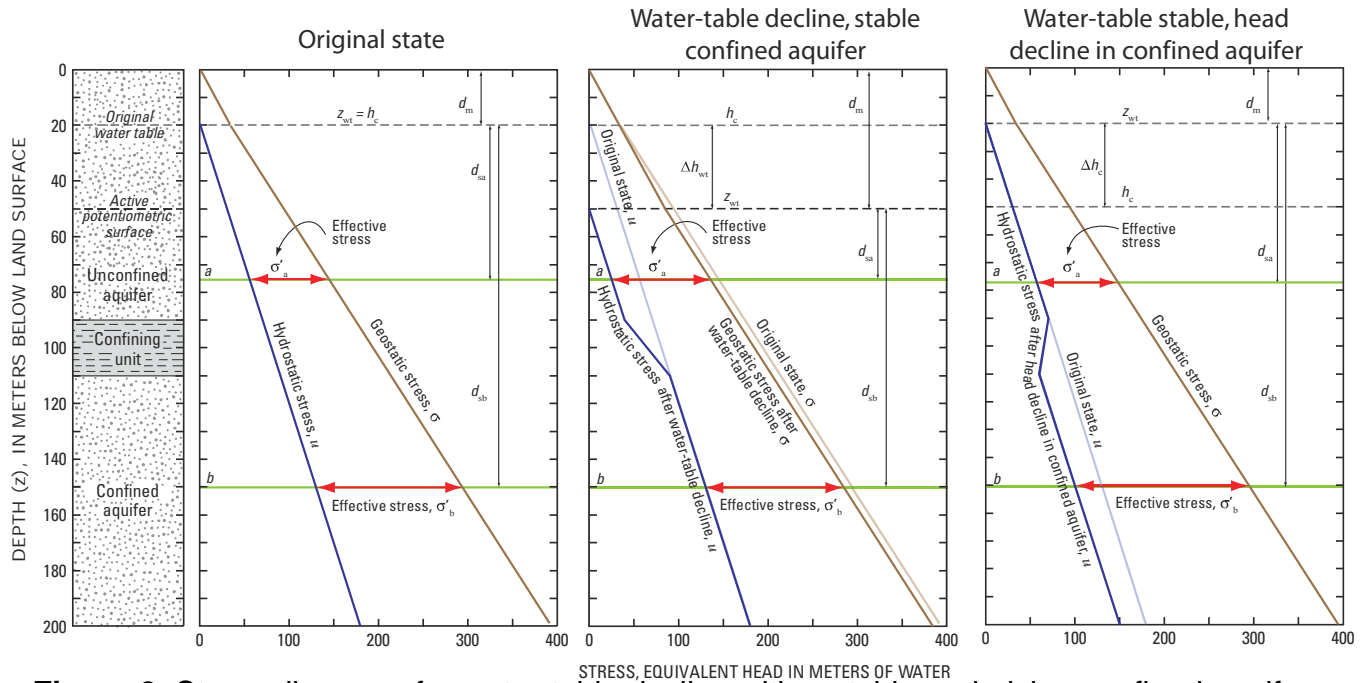 Original state
Water-table decline, stable
confined aquifer
Water-table stable, head
decline in confined aquifer
DEPTH (z), IN METERS BELOW LAND SURFACE
0
20
40
60
80
100
120
140
160
180
200
Original
water table
Active
potentiometric
surface
Unconfined
aquifer
Confining
unit
Confined
aquifer
z_wt = h_c
d_m
d_sa
d_sb
Effective
stress
a
σ′_a
Hydrostatic stress, u
Geostatic stress, σ
b
Effective stress, σ′_b
0
100
200
300
400
h_c
d_m
Δh_wt
z_wt
Original state, u
Effective
stress
d_sa
a
σ′_a
Hydrostatic stress after water-table decline, u
Geostatic stress after
water-table decline, σ
Original state, σ
d_sb
b
Effective stress, σ′_b
0
100
200
300
400
z_wt
d_m
Δh_c
h_c
Effective
stress
d_sa
a
σ′_a
Hydrostatic stress after head decline in confined aquifer, u
Original state, u
Geostatic stress, σ
d_sb
b
Effective stress, σ′_b
0
100
200
300
400
STRESS, EQUIVALENT HEAD IN METERS OF WATER